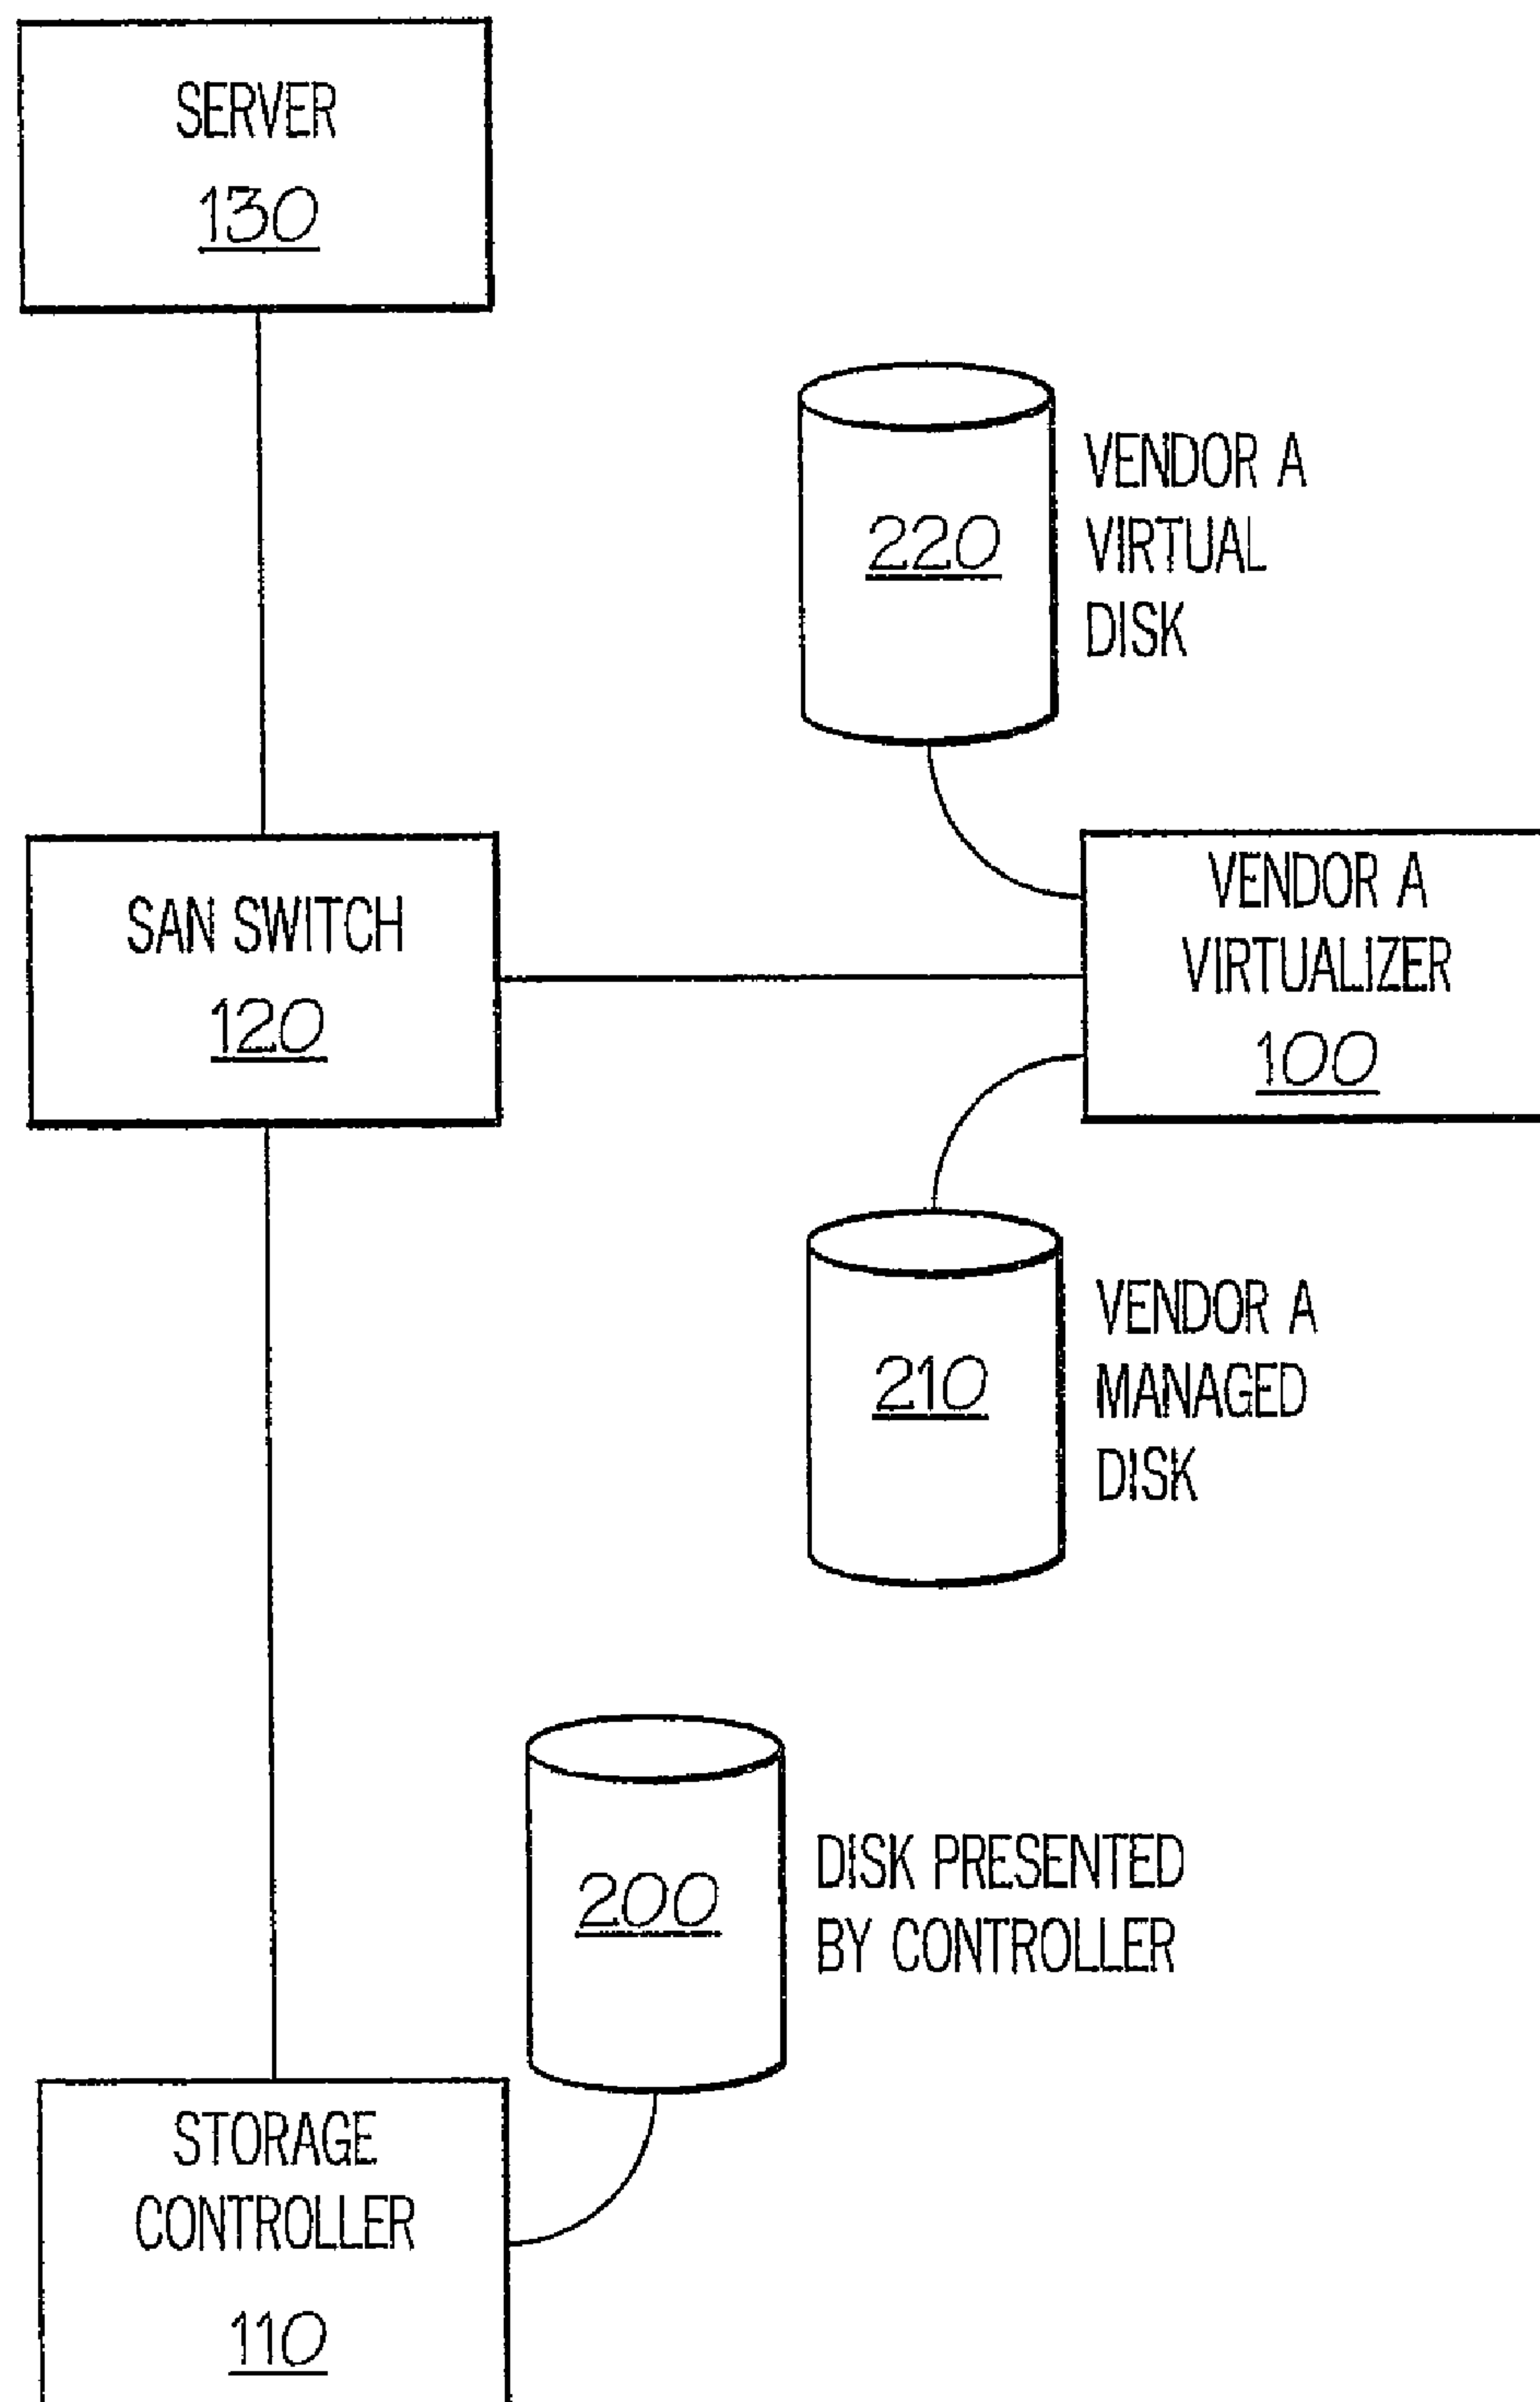 SERVER
130
220
VENDOR A
VIRTUAL
DISK
SAN SWITCH
120
VENDOR A
VIRTUALIZER
100
210
VENDOR A
MANAGED
DISK
200
DISK PRESENTED
BY CONTROLLER
STORAGE
CONTROLLER
110